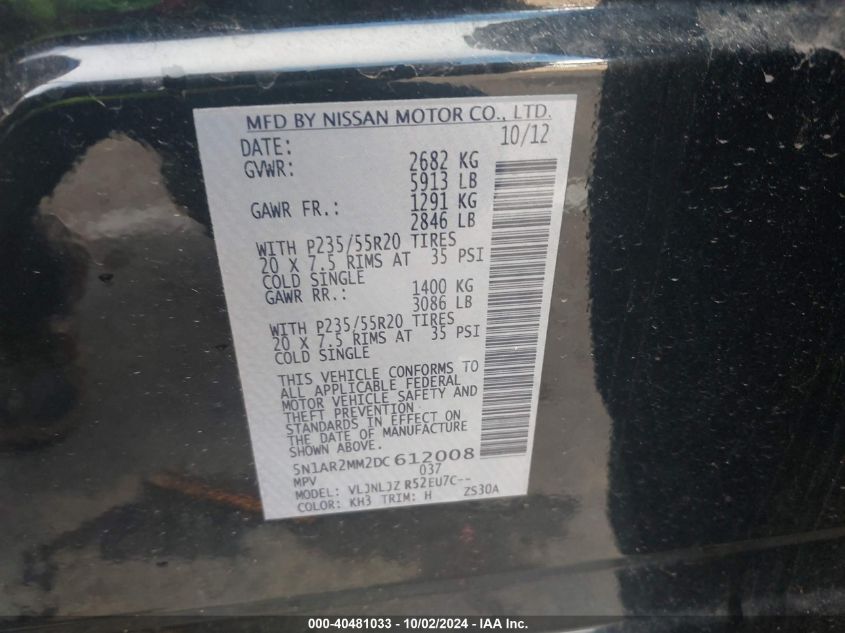 MFD BY NISSAN MOTOR CO., LTD.
DATE: 10/12
GVWR: 2682 KG
5913 LB
GAWR FR.: 1291 KG
2846 LB
WITH P235/55R20 TIRES
20 X 7.5 RIMS AT 35 PSI
COLD SINGLE
GAWR RR.: 1400 KG
3086 LB
WITH P235/55R20 TIRES
20 X 7.5 RIMS AT 35 PSI
COLD SINGLE
THIS VEHICLE CONFORMS TO
ALL APPLICABLE FEDERAL
MOTOR VEHICLE SAFETY AND
THEFT PREVENTION
STANDARDS IN EFFECT ON
THE DATE OF MANUFACTURE
SHOWN ABOVE.
5N1AR2MM2DC612008
MPV 037
MODEL: VLJNLJZ R52EU7C--
COLOR: KH3 TRIM: H ZS30A
000-40481033 - 10/02/2024 - IAA Inc.